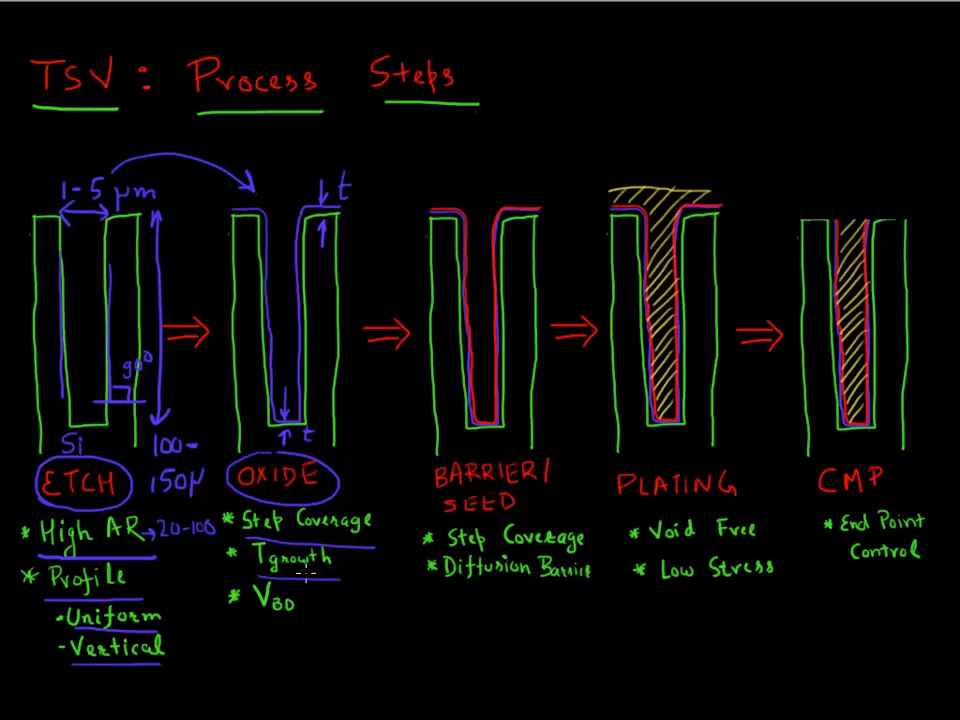 TSV : Process Steps
1-5 μm
t
90°
t
Si
100-
150μ
ETCH
* High AR → 20-100
* Profile
- Uniform
- Vertical
OXIDE
* Step Coverage
* Tgrowth
* VBD
BARRIER/
SEED
* Step Coverage
* Diffusion Barrier
PLATING
* Void Free
* Low Stress
CMP
* End Point
Control